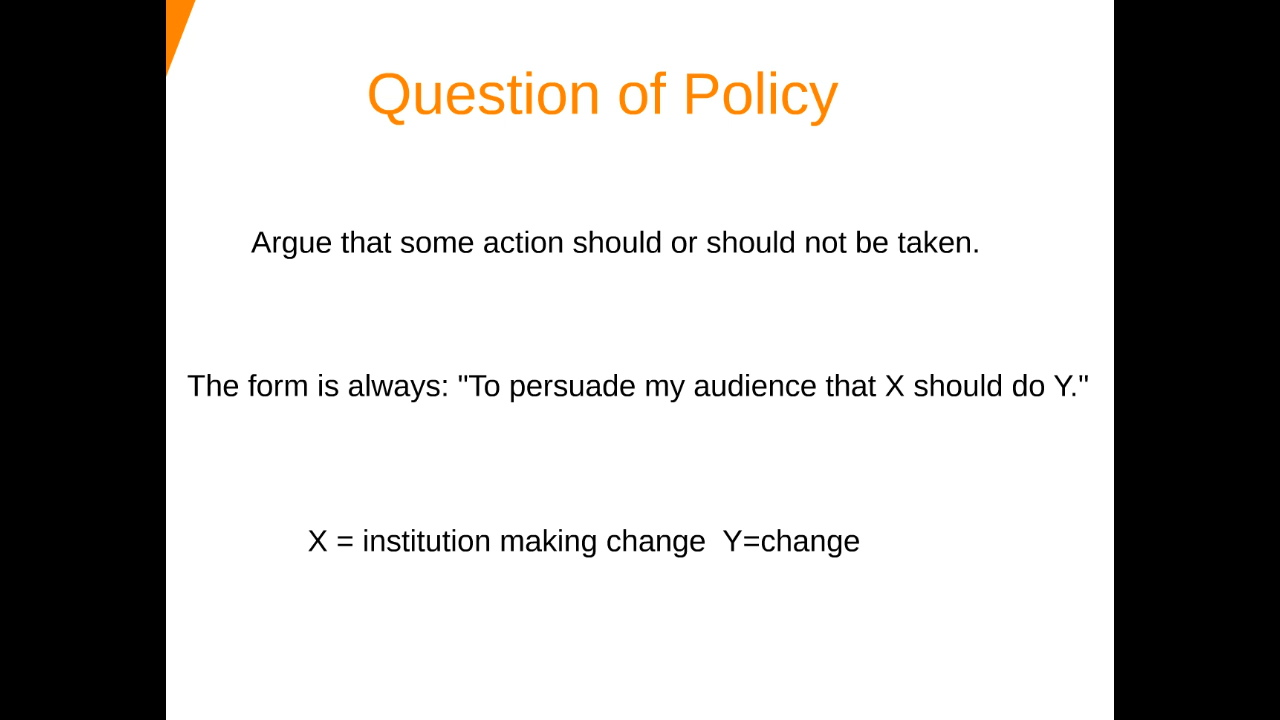 Question of Policy
Argue that some action should or should not be taken.
The form is always: "To persuade my audience that X should do Y."
X = institution making change  Y=change